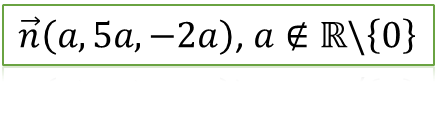 n⃗(a, 5a, −2a), a ∉ ℝ\{0}